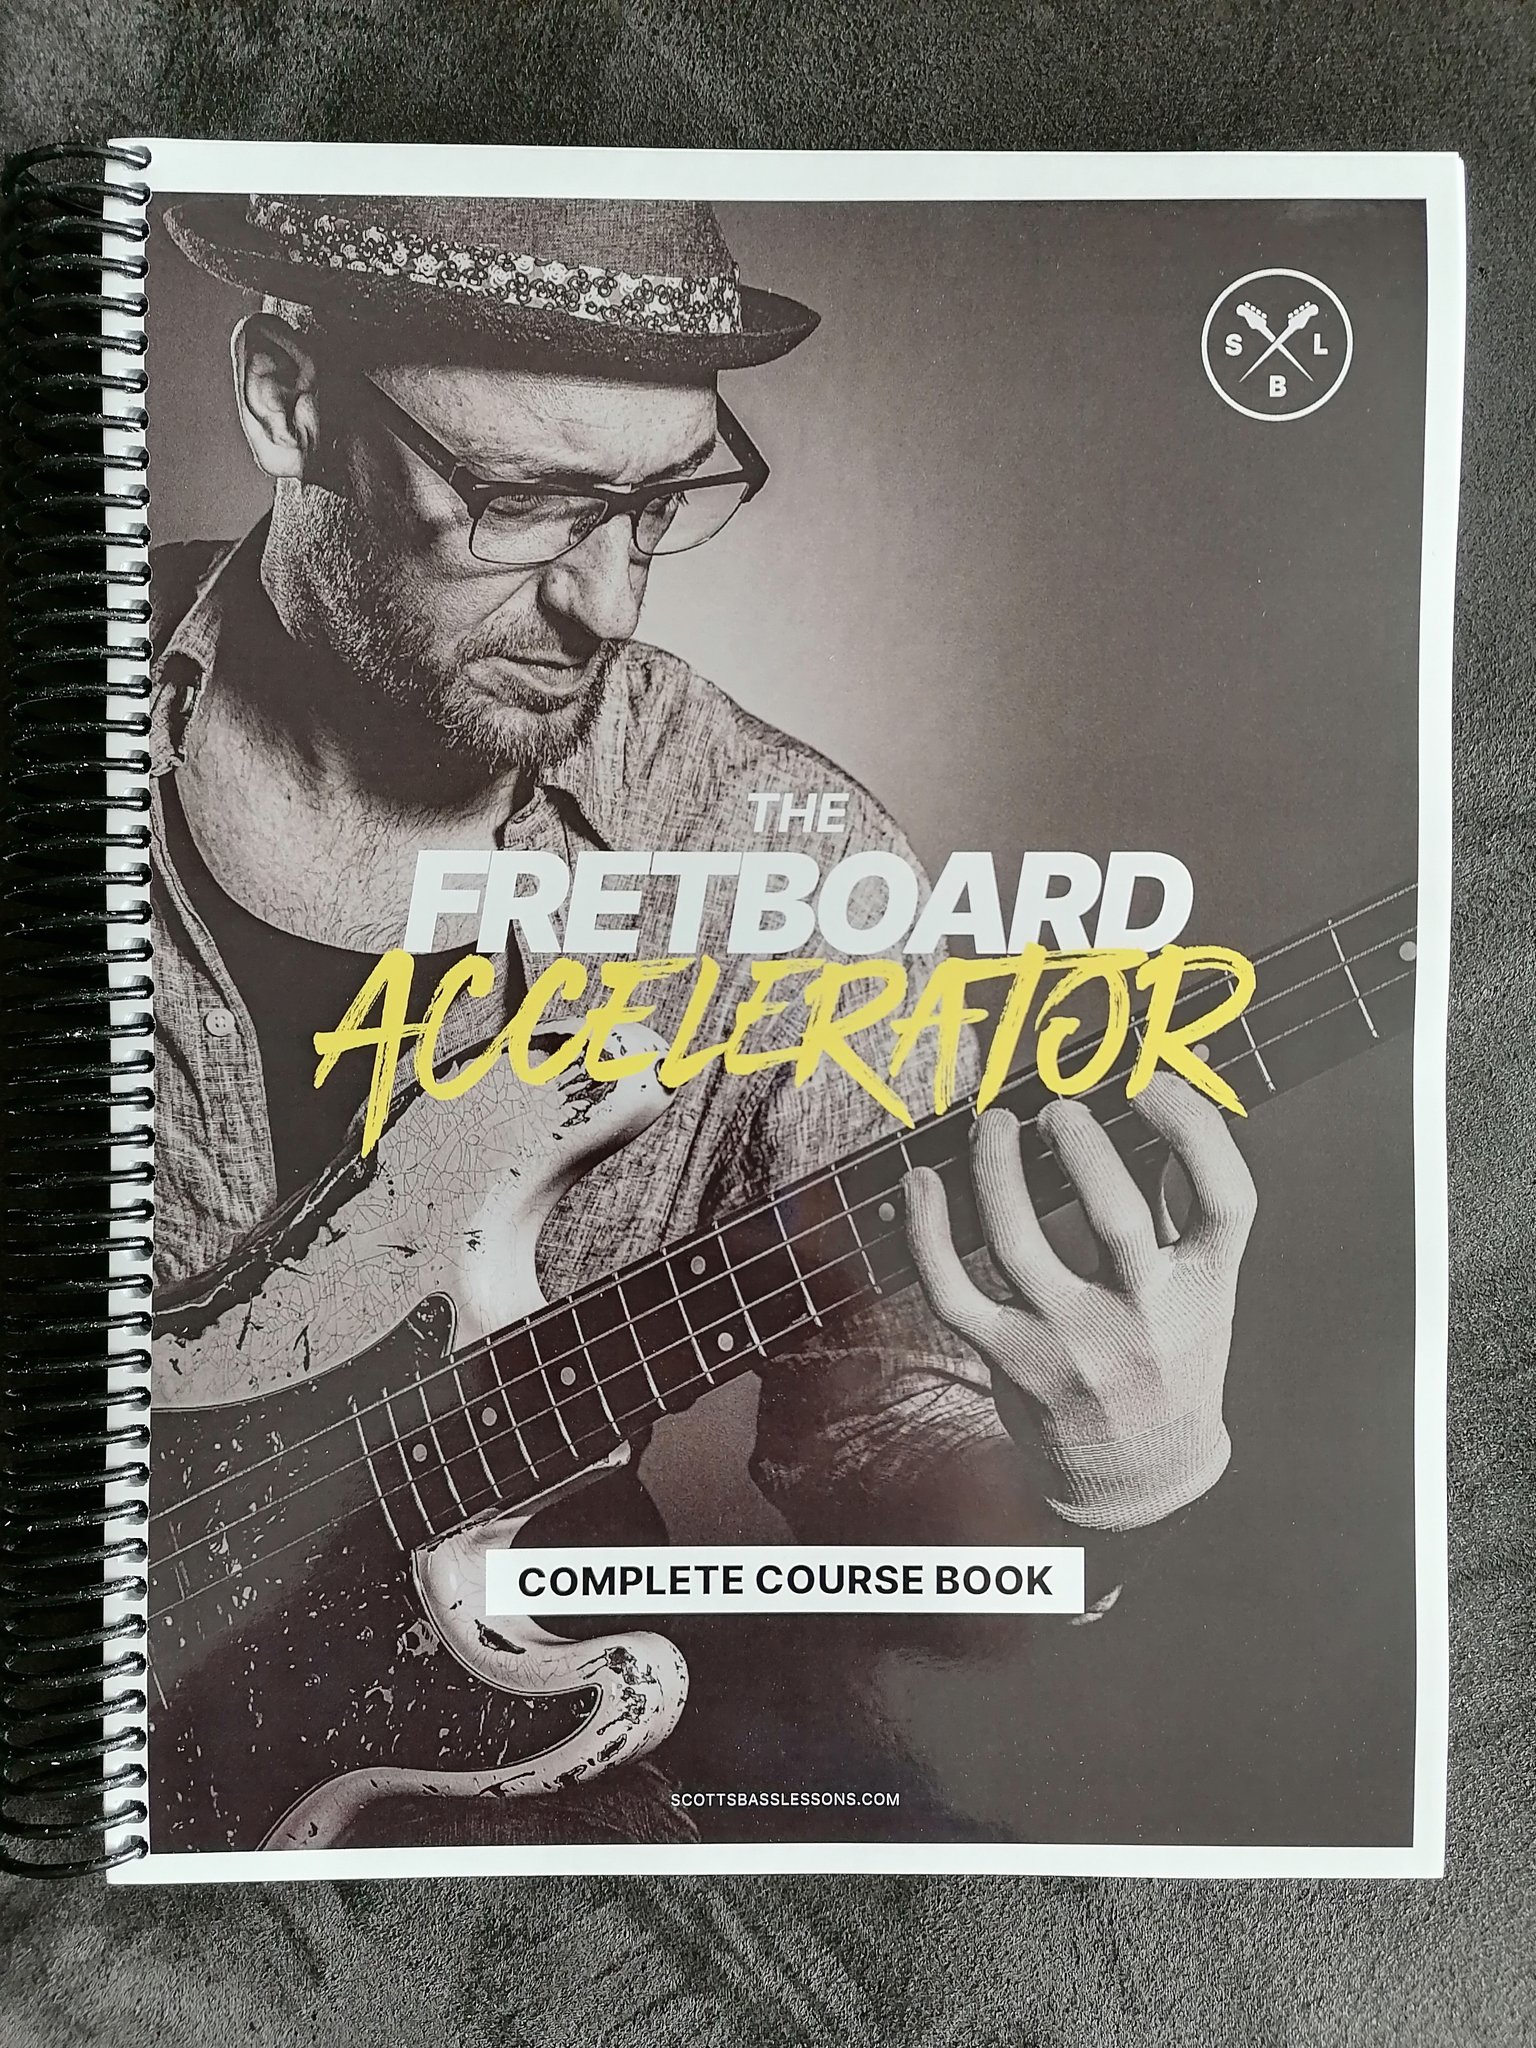 S L
B
THE
FRETBOARD
ACCELERATOR
COMPLETE COURSE BOOK
SCOTTSBASSLESSONS.COM